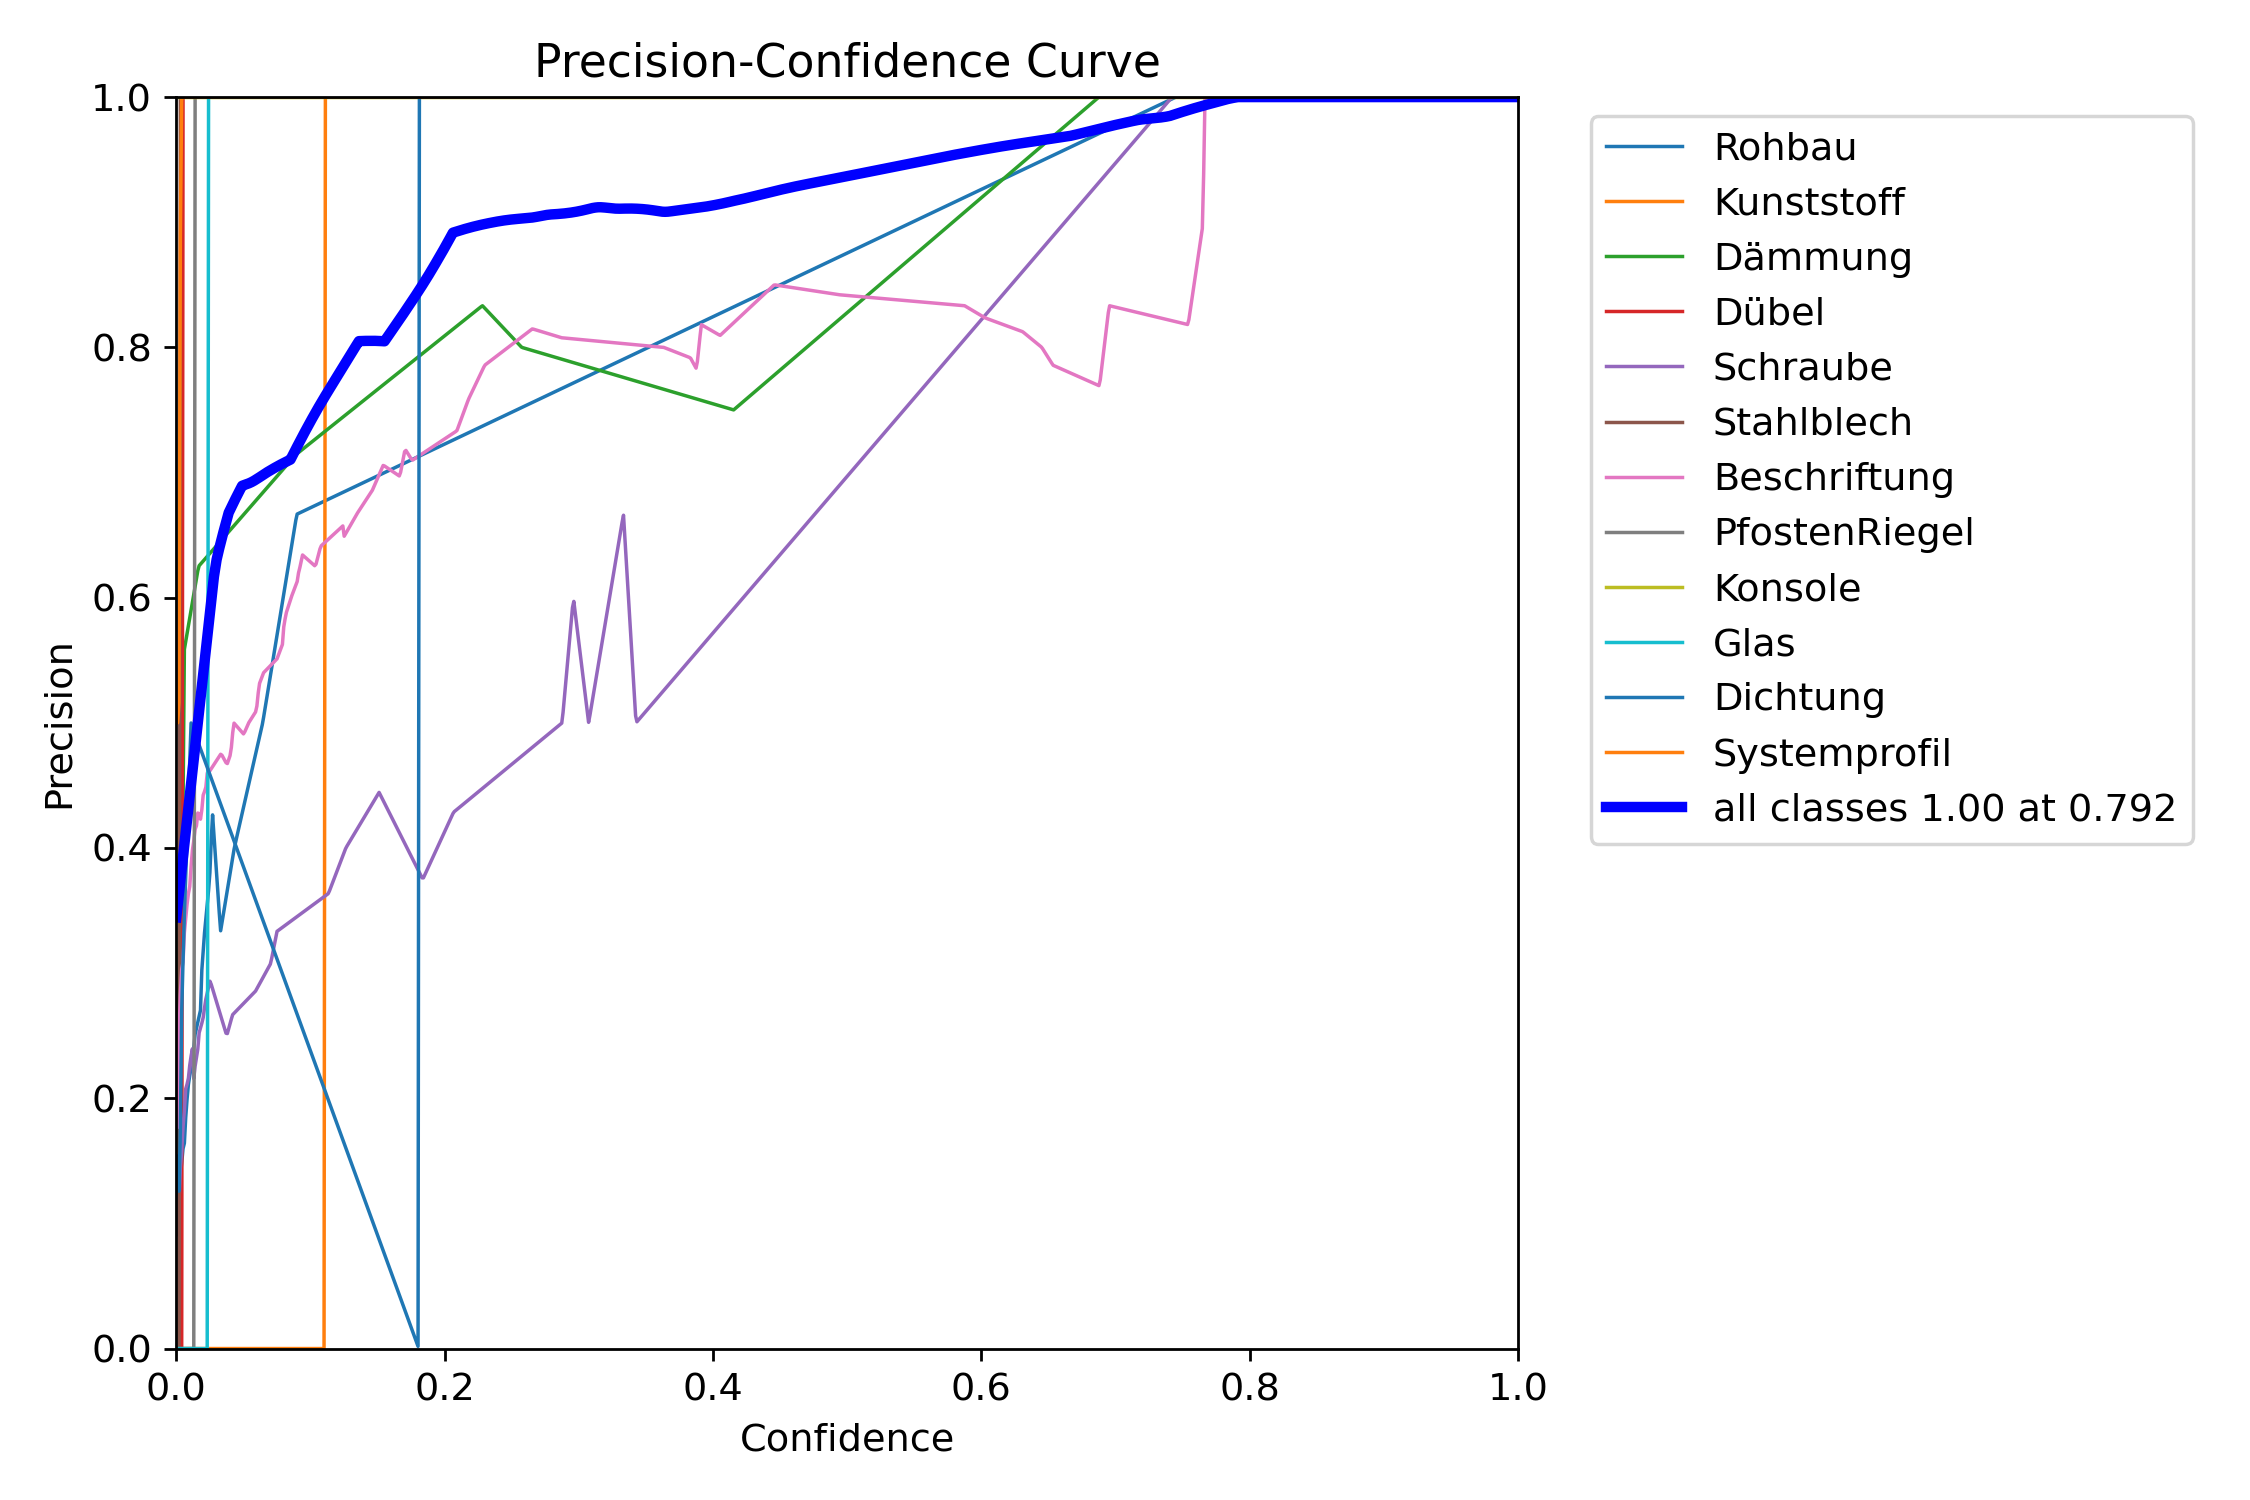 Precision-Confidence Curve
1.0
0.8
0.6
0.4
0.2
0.0
Precision
0.0 0.2 0.4 0.6 0.8 1.0
Confidence
Rohbau
Kunststoff
Dämmung
Dübel
Schraube
Stahlblech
Beschriftung
PfostenRiegel
Konsole
Glas
Dichtung
Systemprofil
all classes 1.00 at 0.792